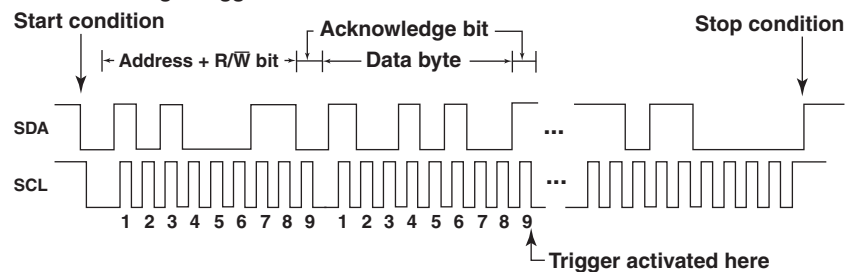 Start condition
Acknowledge bit
Stop condition
Address + R/W̅ bit
Data byte
SDA
...
SCL
...
1 2 3 4 5 6 7 8 9 1 2 3 4 5 6 7 8 9
Trigger activated here